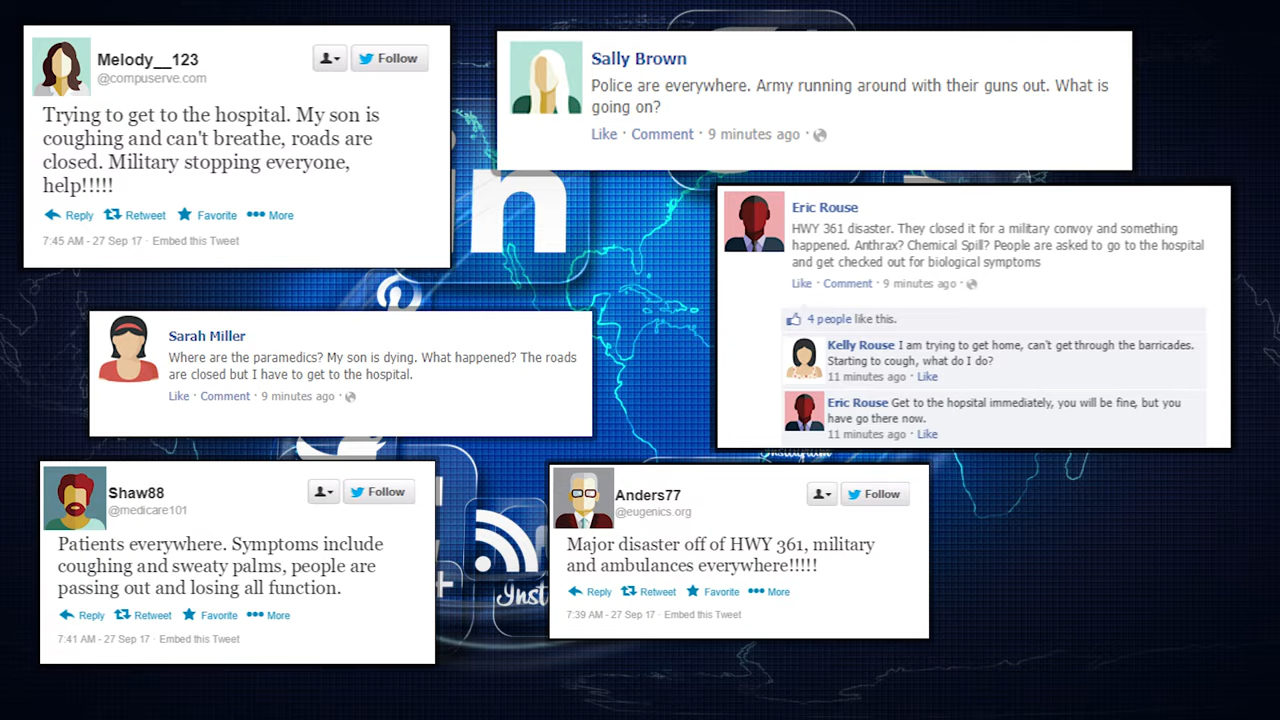 Melody__123
@compuserve.com
Follow
Trying to get to the hospital. My son is
coughing and can't breathe, roads are
closed. Military stopping everyone,
help!!!!!
Reply Retweet Favorite More
7:45 AM - 27 Sep 17 · Embed this Tweet
Sally Brown
Police are everywhere. Army running around with their guns out. What is
going on?
Like · Comment · 9 minutes ago ·
in
Eric Rouse
HWY 361 disaster. They closed it for a military convoy and something
happened. Anthrax? Chemical Spill? People are asked to go to the hospital
and get checked out for biological symptoms
Like · Comment · 9 minutes ago ·
4 people like this.
Kelly Rouse I am trying to get home, can't get through the barricades.
Starting to cough, what do I do?
11 minutes ago · Like
Eric Rouse Get to the hopsital immediately, you will be fine, but you
have go there now.
11 minutes ago · Like
Sarah Miller
Where are the paramedics? My son is dying. What happened? The roads
are closed but I have to get to the hospital.
Like · Comment · 9 minutes ago ·
Instagram
Shaw88
@medicare101
Follow
Patients everywhere. Symptoms include
coughing and sweaty palms, people are
passing out and losing all function.
Reply Retweet Favorite More
7:41 AM - 27 Sep 17 · Embed this Tweet
Inst
Anders77
@eugenics.org
Follow
Major disaster off of HWY 361, military
and ambulances everywhere!!!!!
Reply Retweet Favorite More
7:39 AM - 27 Sep 17 · Embed this Tweet